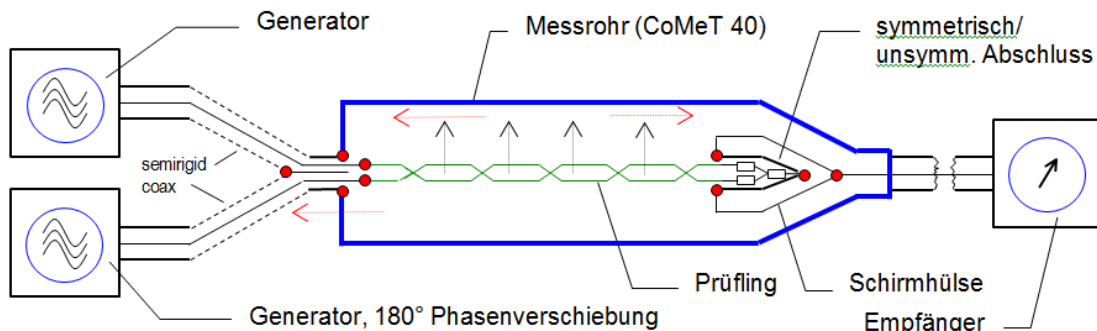 Generator
Messrohr (CoMeT 40)
symmetrisch/
unsymm. Abschluss
semirigid
coax
Prüfling
Schirmhülse
Generator, 180° Phasenverschiebung
Empfänger